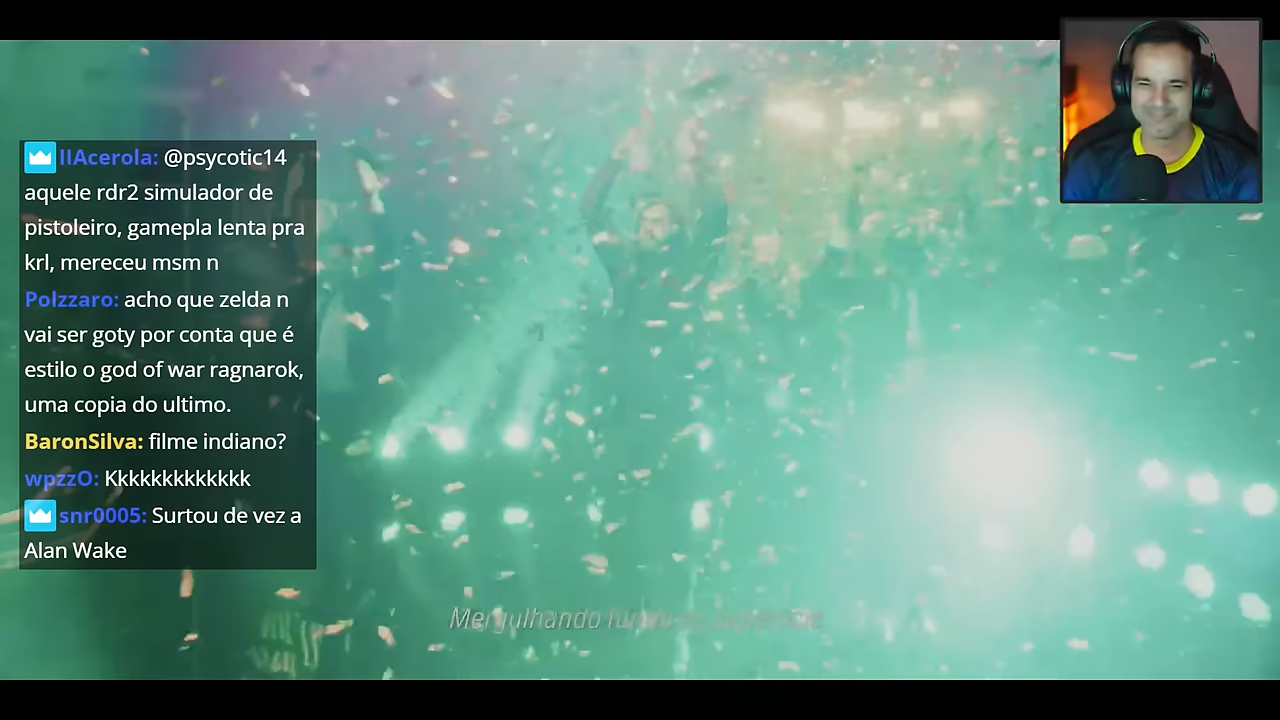 IIAcerola: @psycotic14
aquele rdr2 simulador de
pistoleiro, gamepla lenta pra
krl, mereceu msm n
Polzzaro: acho que zelda n
vai ser goty por conta que é
estilo o god of war ragnarok,
uma copia do ultimo.
BaronSilva: filme indiano?
wpzzO: Kkkkkkkkkkkkk
snr0005: Surtou de vez a
Alan Wake
Mergulhando